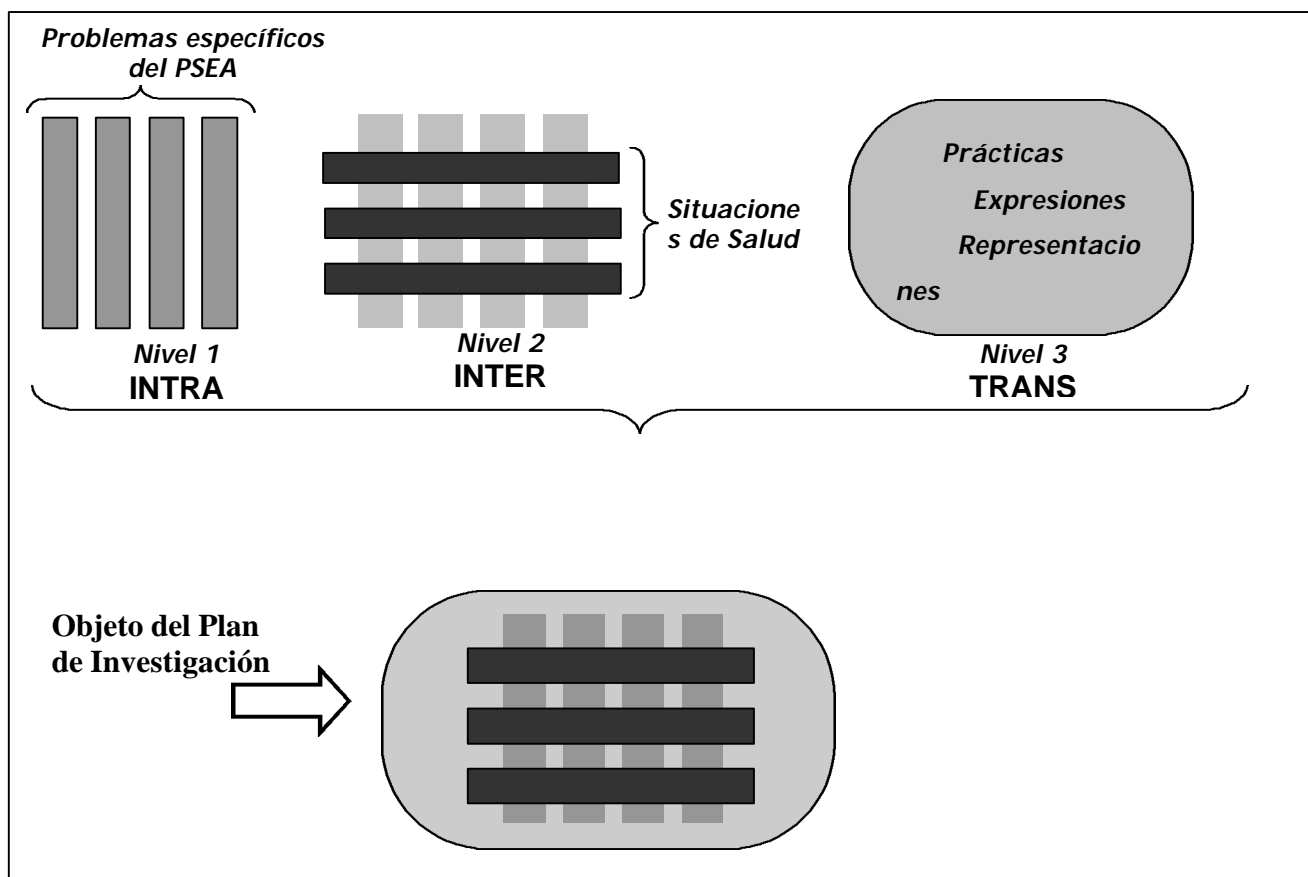 Problemas específicos
del PSEA
Situacione
s de Salud
Prácticas
Expresiones
Representacio
nes
Nivel 1
INTRA
Nivel 2
INTER
Nivel 3
TRANS
Objeto del Plan
de Investigación